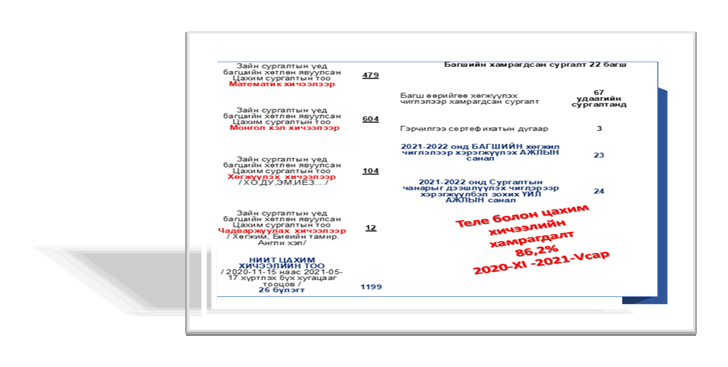 Зайн сургалтын үед
багшийн хөтлөн явуулсан
Цахим сургалтын тоо
Математик хичээлээр
479
Зайн сургалтын үед
багшийн хөтлөн явуулсан
Цахим сургалтын тоо
Монгол хэл хичээлээр
604
Зайн сургалтын үед
багшийн хөтлөн явуулсан
Цахим сургалтын тоо
Хөгжүүлэх хичээлээр
/ ХО,ДУ,ЭМ,ИЁЗ..../
104
Зайн сургалтын үед
багшийн хөтлөн явуулсан
Цахим сургалтын тоо
Чадваржуулах хичээлээр
/ Хөгжим, Биеийн тамир.
Англи хэл/
12
НИЙТ ЦАХИМ
ХИЧЭЭЛИЙН ТОО
/ 2020-11-15 наас 2021-05-
17 хүртлэх бүх хугацааг
тооцов /
26 бүлэгт
1199
Багшийн хамрагдсан сургалт 22 багш
Багш өөрийгөө хөгжүүлэх
чиглэлээр хамрагдсан сургалт
67
удаагийн
сургалтанд
Гэрчилгээ сертефикатын дугаар
3
2021-2022 онд БАГШИЙН хөгжил
чиглэлээр хэрэгжүүлэх АЖЛЫН
санал
23
2021-2022 онд Сургалтын
чанарыг дээшлүүлэх чиглэрээр
хэрэгжүүлбэл зохих ҮЙЛ
АЖЛЫН санал
24
Теле болон цахим
хичээлийн
хамрагдалт
86,2%
2020-XI -2021-Vсар